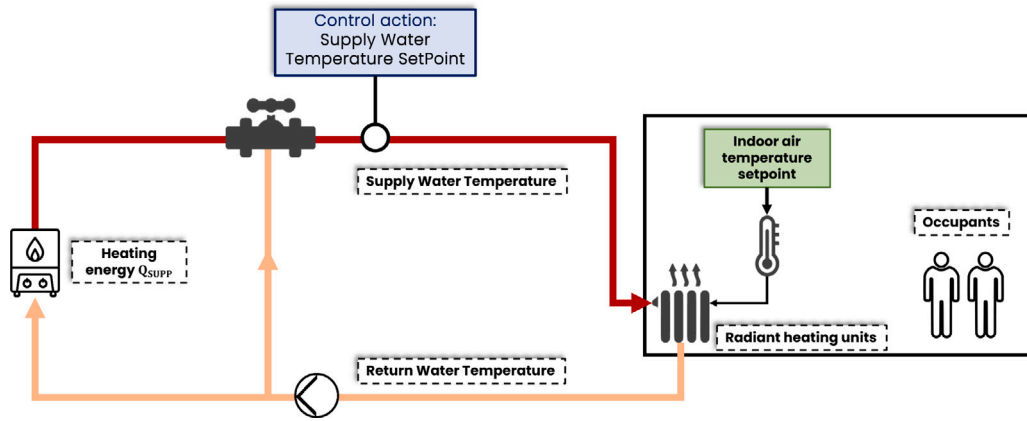 Control action:
Supply Water
Temperature SetPoint
Indoor air
temperature
setpoint
Supply Water Temperature
Occupants
Heating
energy Q_SUPP
Radiant heating units
Return Water Temperature